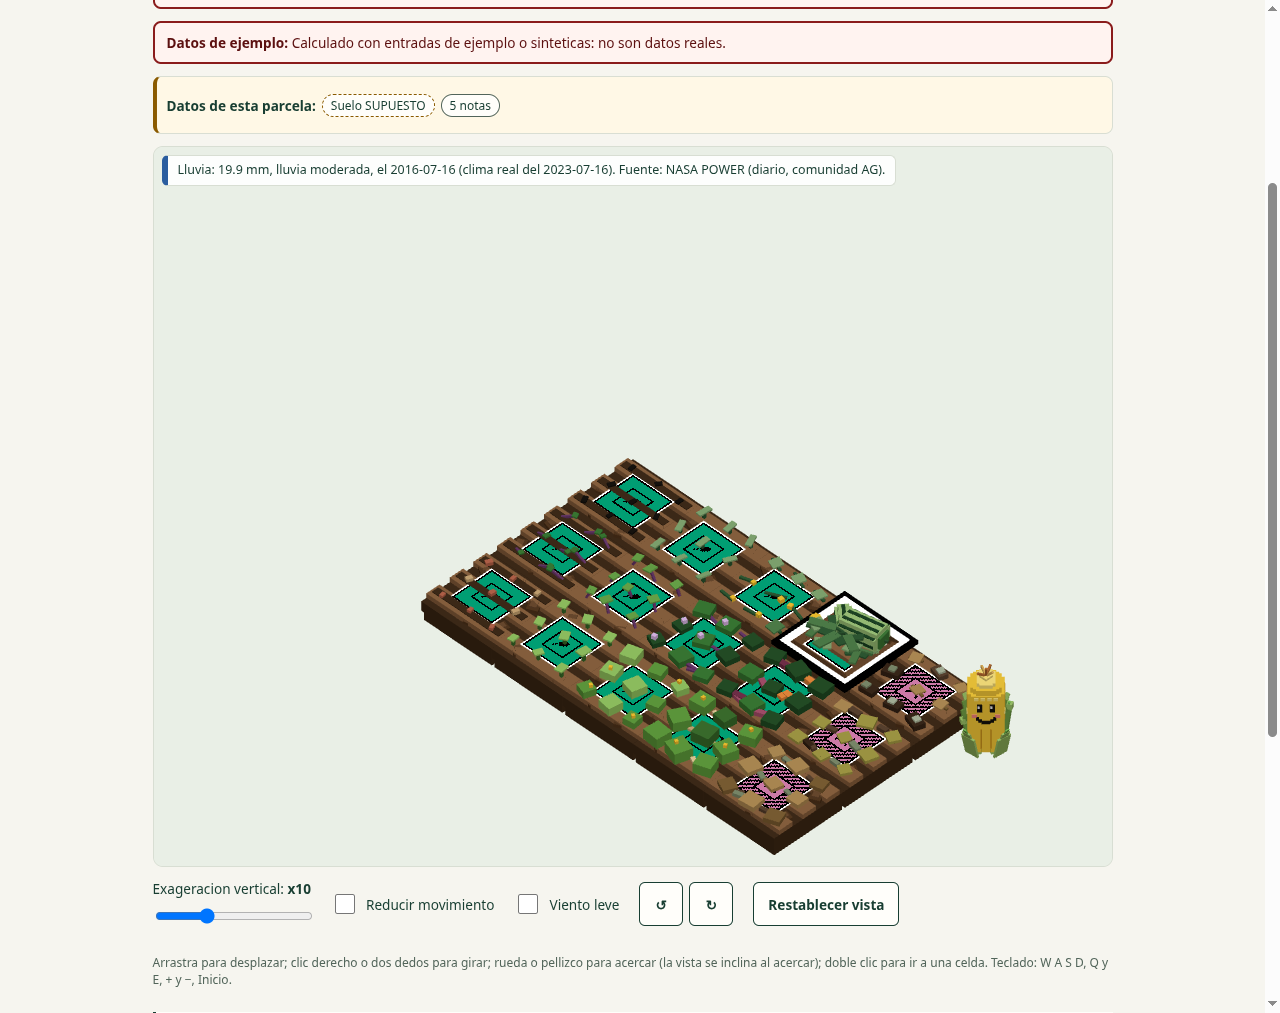 Datos de ejemplo: Calculado con entradas de ejemplo o sinteticas: no son datos reales.
Datos de esta parcela: Suelo SUPUESTO 5 notas
Lluvia: 19.9 mm, lluvia moderada, el 2016-07-16 (clima real del 2023-07-16). Fuente: NASA POWER (diario, comunidad AG).
Exageracion vertical: x10
Reducir movimiento
Viento leve
↺
↻
Restablecer vista
Arrastra para desplazar; clic derecho o dos dedos para girar; rueda o pellizco para acercar (la vista se inclina al acercar); doble clic para ir a una celda. Teclado: W A S D, Q y
E, + y −, Inicio.